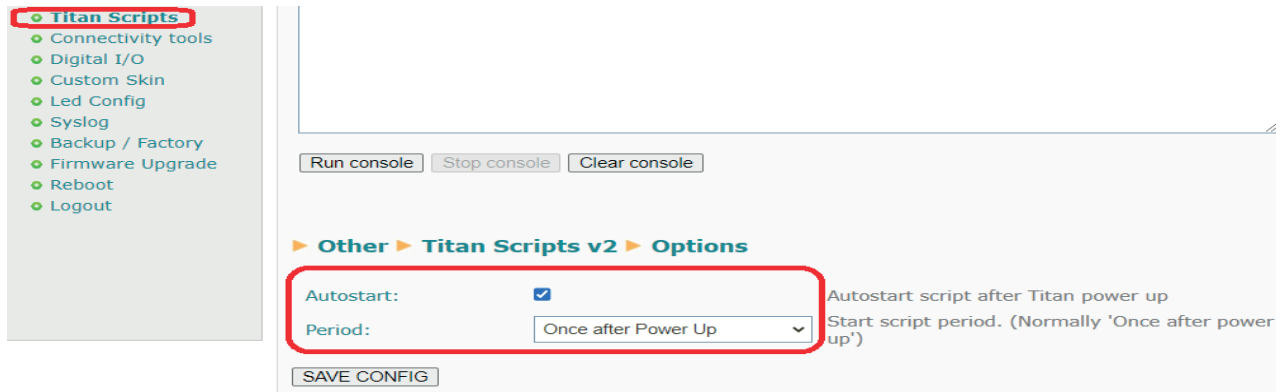 Titan Scripts
Connectivity tools
Digital I/O
Custom Skin
Led Config
Syslog
Backup / Factory
Firmware Upgrade
Reboot
Logout
Run console Stop console Clear console
Other Titan Scripts v2 Options
Autostart: Autostart script after Titan power up
Period: Once after Power Up Start script period. (Normally 'Once after power
up')
SAVE CONFIG